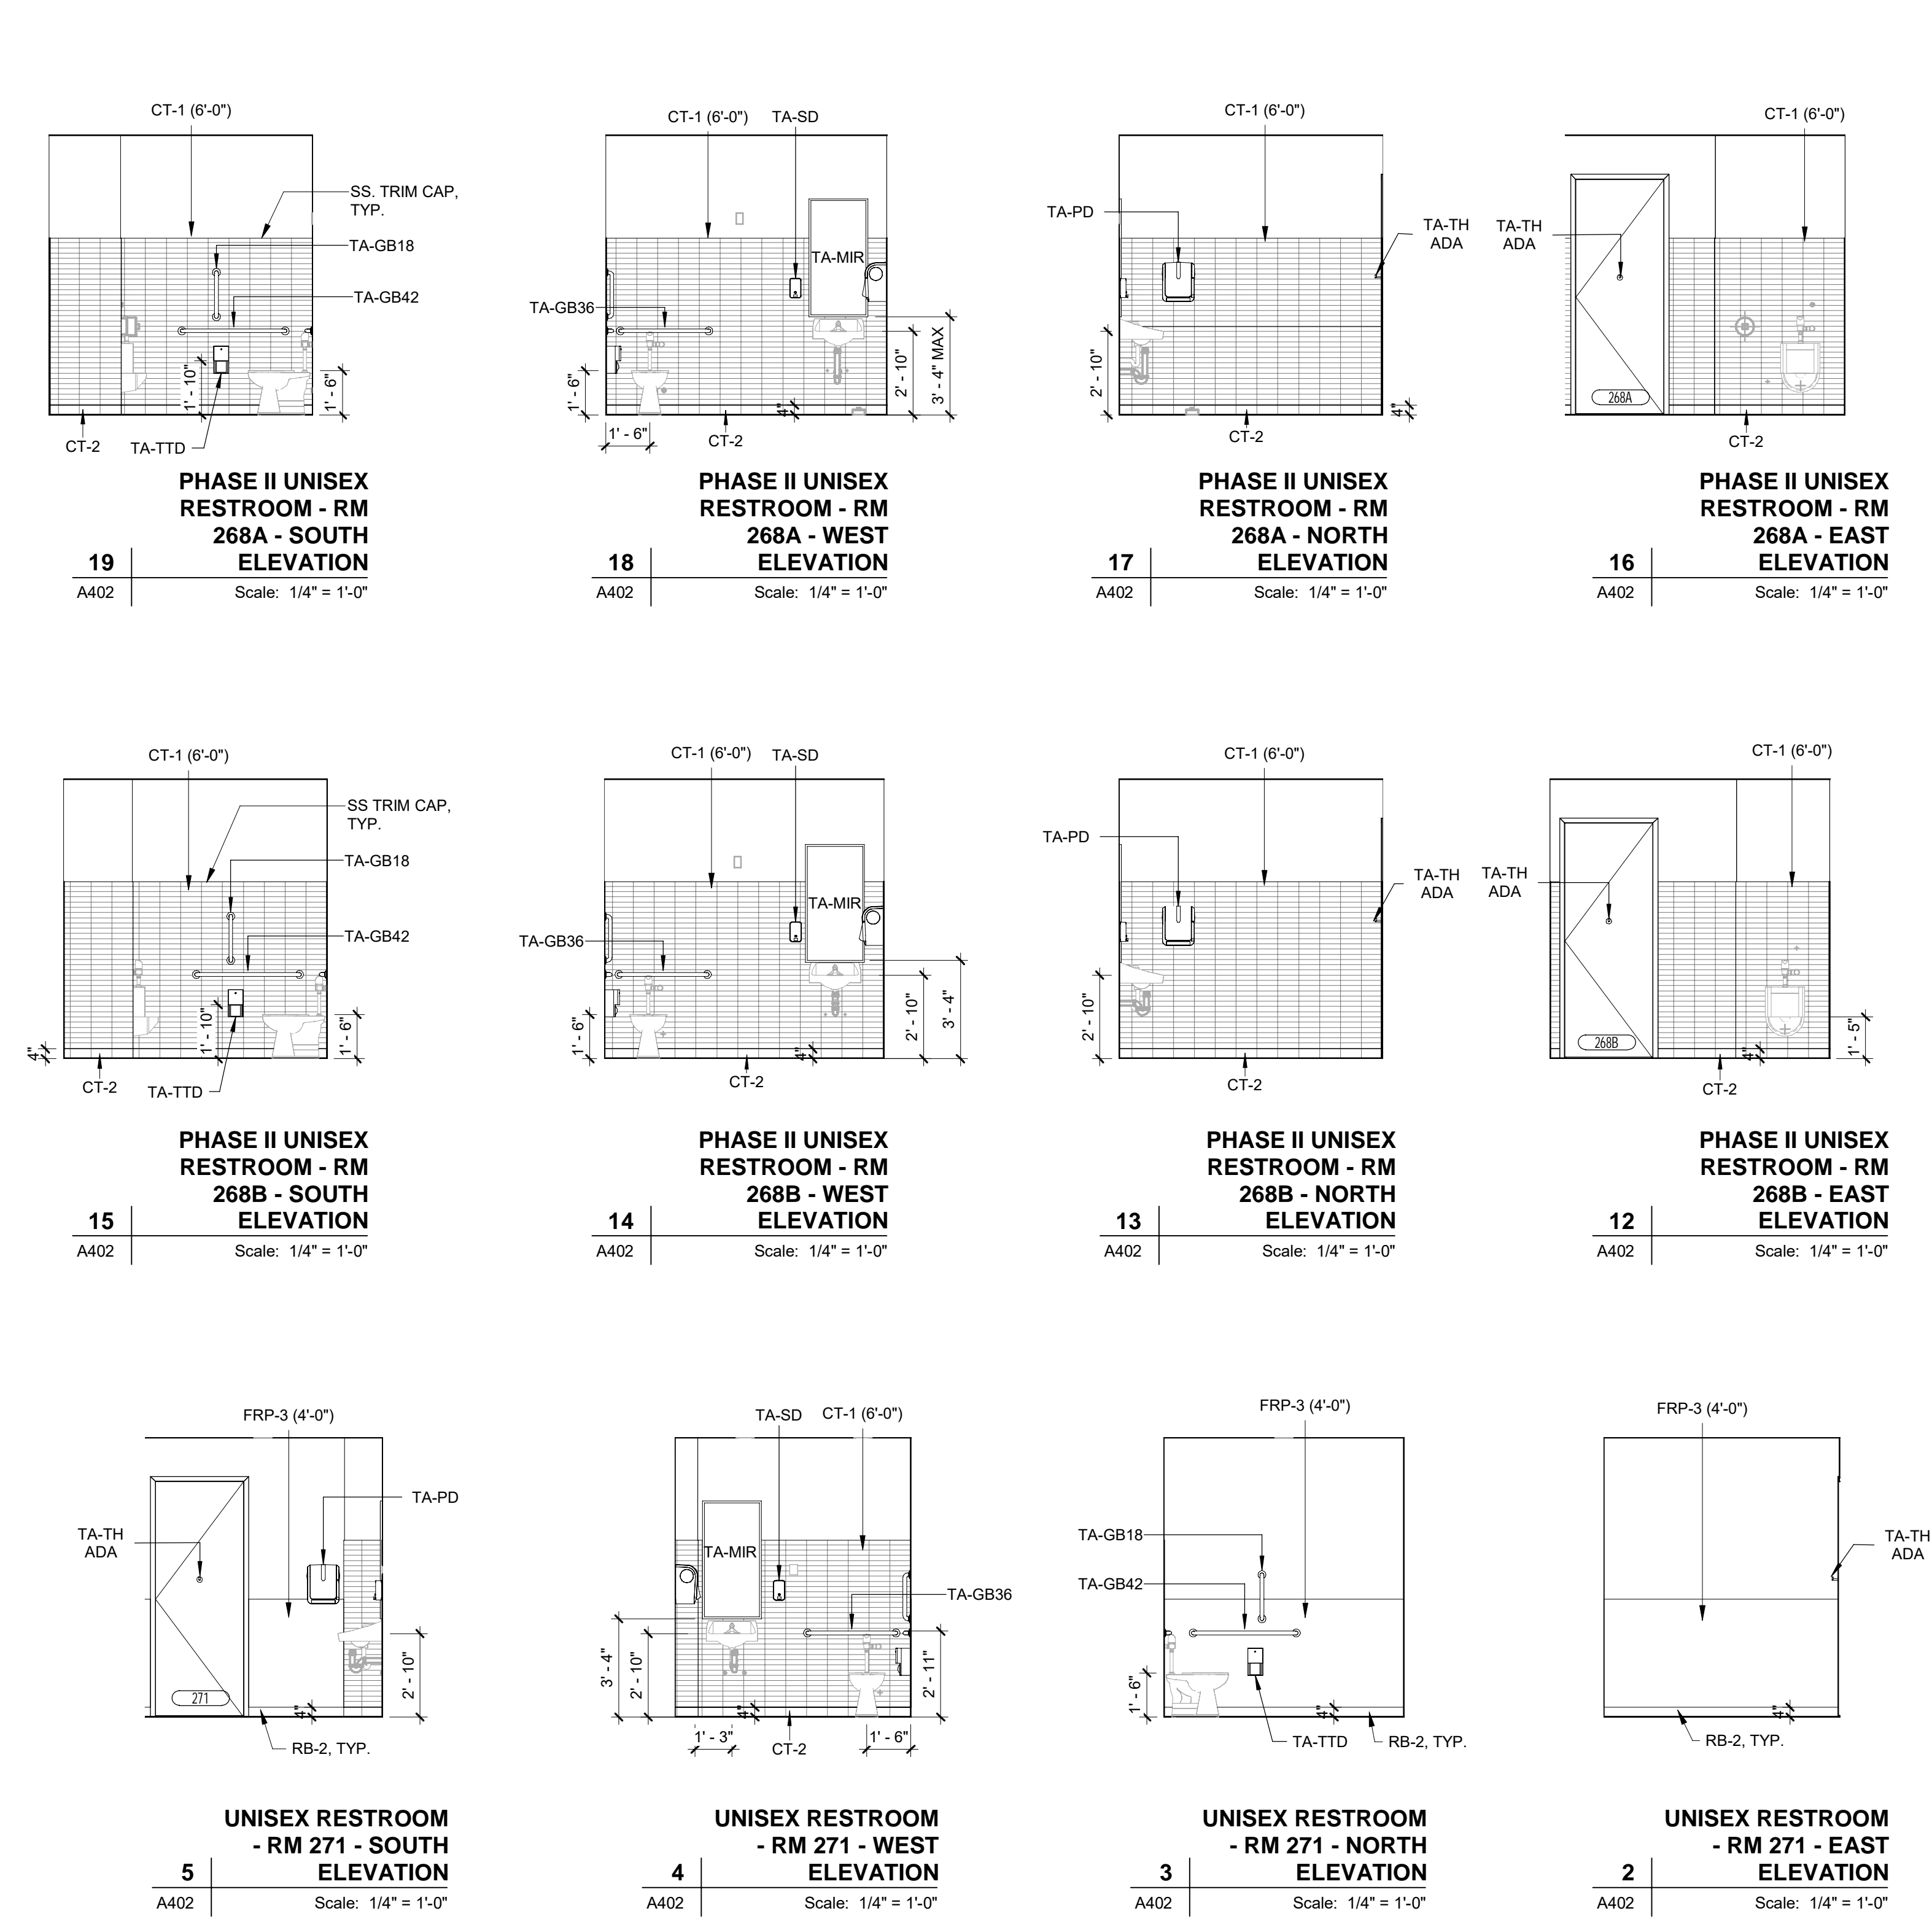 CT-1 (6'-0")
SS. TRIM CAP,
TYP.
TA-GB18
TA-GB42
1' - 10"
1' - 6"
CT-2
TA-TTD
PHASE II UNISEX
RESTROOM - RM
268A - SOUTH
19 ELEVATION
A402 Scale: 1/4" = 1'-0"
CT-1 (6'-0") TA-SD
TA-MIR
TA-GB36
1' - 6"
2' - 10"
3' - 4" MAX
4"
1' - 6"
CT-2
PHASE II UNISEX
RESTROOM - RM
268A - WEST
18 ELEVATION
A402 Scale: 1/4" = 1'-0"
CT-1 (6'-0")
TA-PD
TA-TH
ADA
2' - 10"
4"
CT-2
PHASE II UNISEX
RESTROOM - RM
268A - NORTH
17 ELEVATION
A402 Scale: 1/4" = 1'-0"
CT-1 (6'-0")
TA-TH
ADA
268A
CT-2
PHASE II UNISEX
RESTROOM - RM
268A - EAST
16 ELEVATION
A402 Scale: 1/4" = 1'-0"
CT-1 (6'-0")
SS TRIM CAP,
TYP.
TA-GB18
TA-GB42
1' - 10"
1' - 6"
4"
CT-2
TA-TTD
PHASE II UNISEX
RESTROOM - RM
268B - SOUTH
15 ELEVATION
A402 Scale: 1/4" = 1'-0"
CT-1 (6'-0") TA-SD
TA-MIR
TA-GB36
1' - 6"
2' - 10"
3' - 4"
4"
CT-2
PHASE II UNISEX
RESTROOM - RM
268B - WEST
14 ELEVATION
A402 Scale: 1/4" = 1'-0"
CT-1 (6'-0")
TA-PD
TA-TH
ADA
2' - 10"
CT-2
PHASE II UNISEX
RESTROOM - RM
268B - NORTH
13 ELEVATION
A402 Scale: 1/4" = 1'-0"
CT-1 (6'-0")
TA-TH
ADA
268B
4"
1' - 5"
CT-2
PHASE II UNISEX
RESTROOM - RM
268B - EAST
12 ELEVATION
A402 Scale: 1/4" = 1'-0"
FRP-3 (4'-0")
TA-PD
TA-TH
ADA
271
4"
2' - 10"
RB-2, TYP.
UNISEX RESTROOM
- RM 271 - SOUTH
5 ELEVATION
A402 Scale: 1/4" = 1'-0"
TA-SD CT-1 (6'-0")
TA-MIR
TA-GB36
3' - 4"
2' - 10"
4"
2' - 11"
1' - 3"
CT-2
1' - 6"
UNISEX RESTROOM
- RM 271 - WEST
4 ELEVATION
A402 Scale: 1/4" = 1'-0"
FRP-3 (4'-0")
TA-GB18
TA-GB42
1' - 6"
4"
TA-TTD
RB-2, TYP.
UNISEX RESTROOM
- RM 271 - NORTH
3 ELEVATION
A402 Scale: 1/4" = 1'-0"
FRP-3 (4'-0")
TA-TH
ADA
4"
RB-2, TYP.
UNISEX RESTROOM
- RM 271 - EAST
2 ELEVATION
A402 Scale: 1/4" = 1'-0"